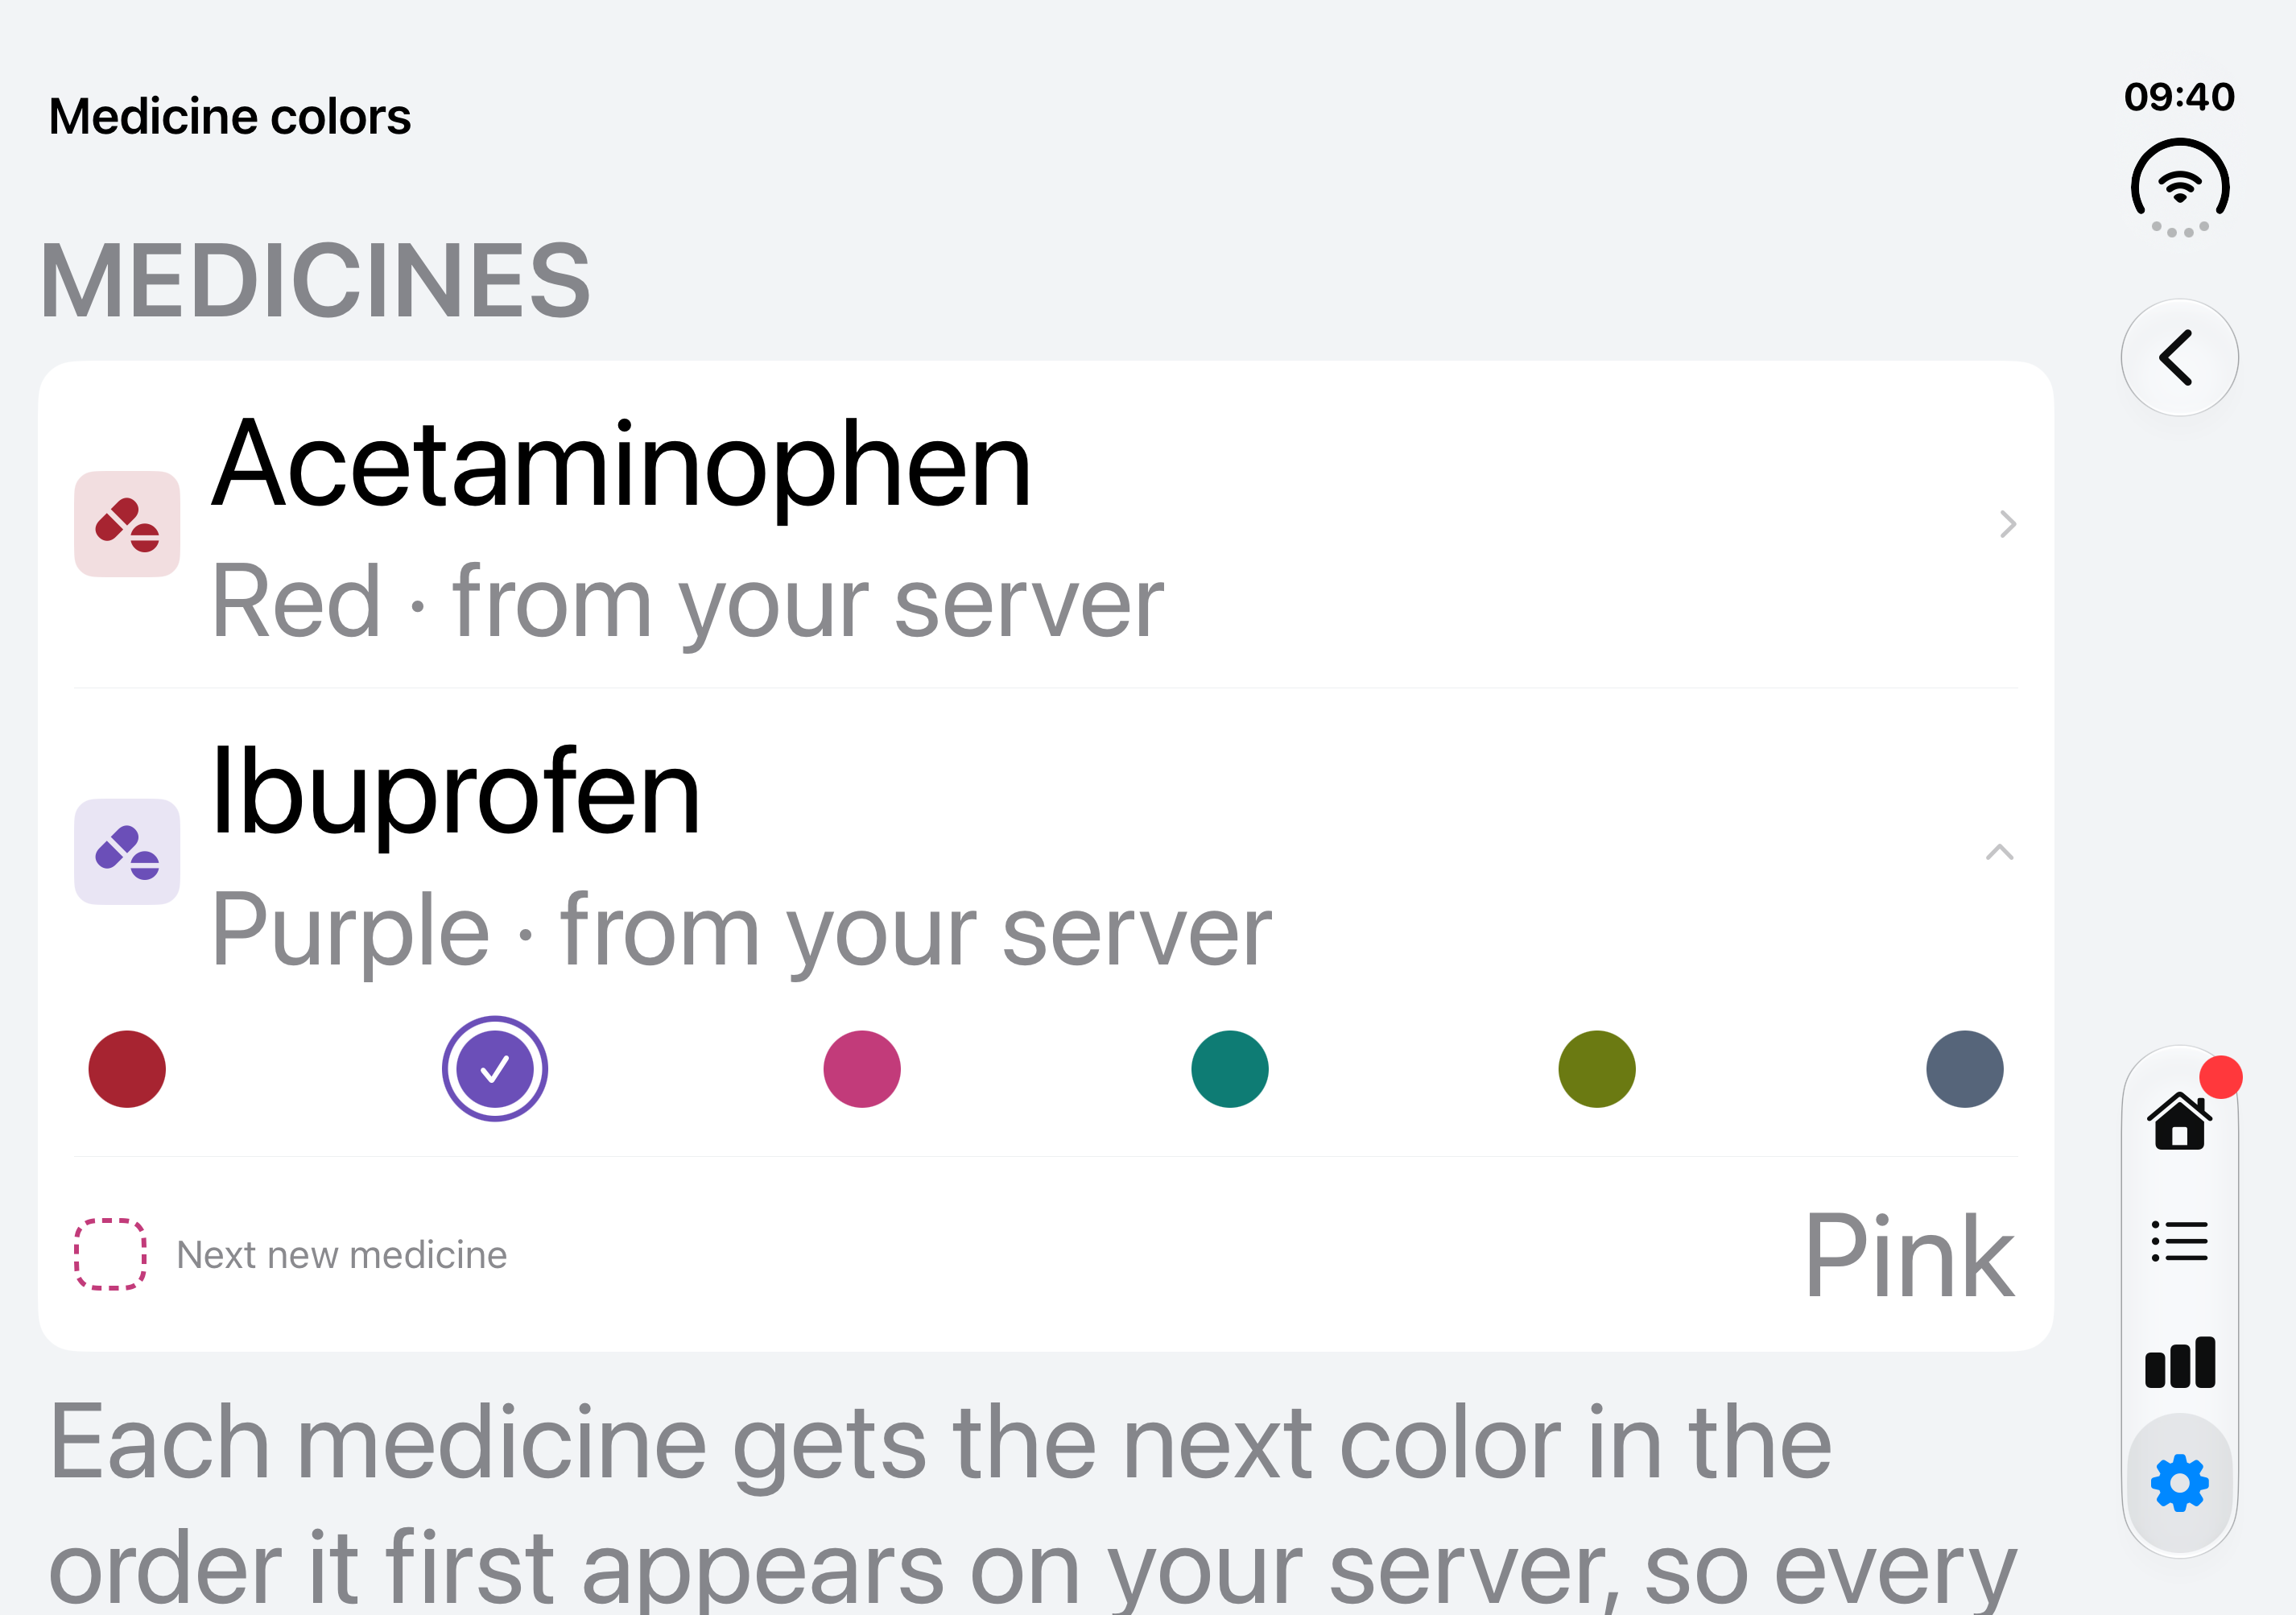 Medicine colors
09:40
MEDICINES
Acetaminophen
Red · from your server
Ibuprofen
Purple · from your server
Next new medicine
Pink
Each medicine gets the next color in the
order it first appears on your server, so every